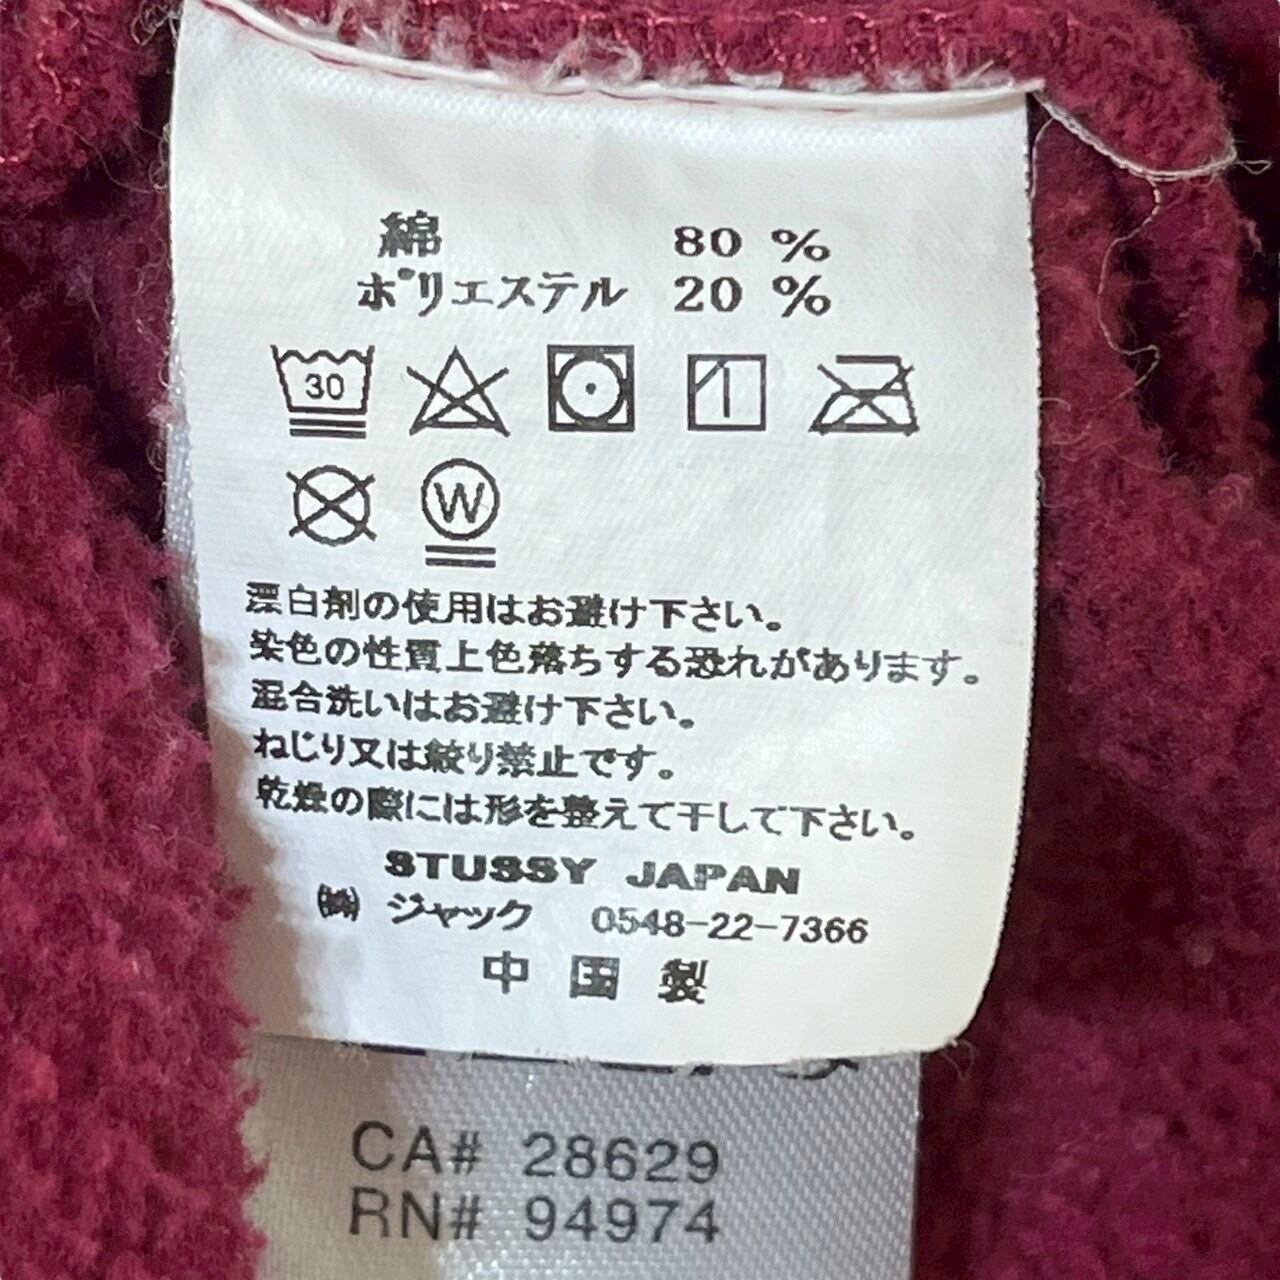 綿 80 %
ポリエステル 20 %
30
W
漂白剤の使用はお避け下さい。
染色の性質上色落ちする恐れがあります。
混合洗いはお避け下さい。
ねじり又は絞り禁止です。
乾燥の際には形を整えて干して下さい。
STUSSY JAPAN
㈱ ジャック 0548-22-7366
中国製
CA# 28629
RN# 94974